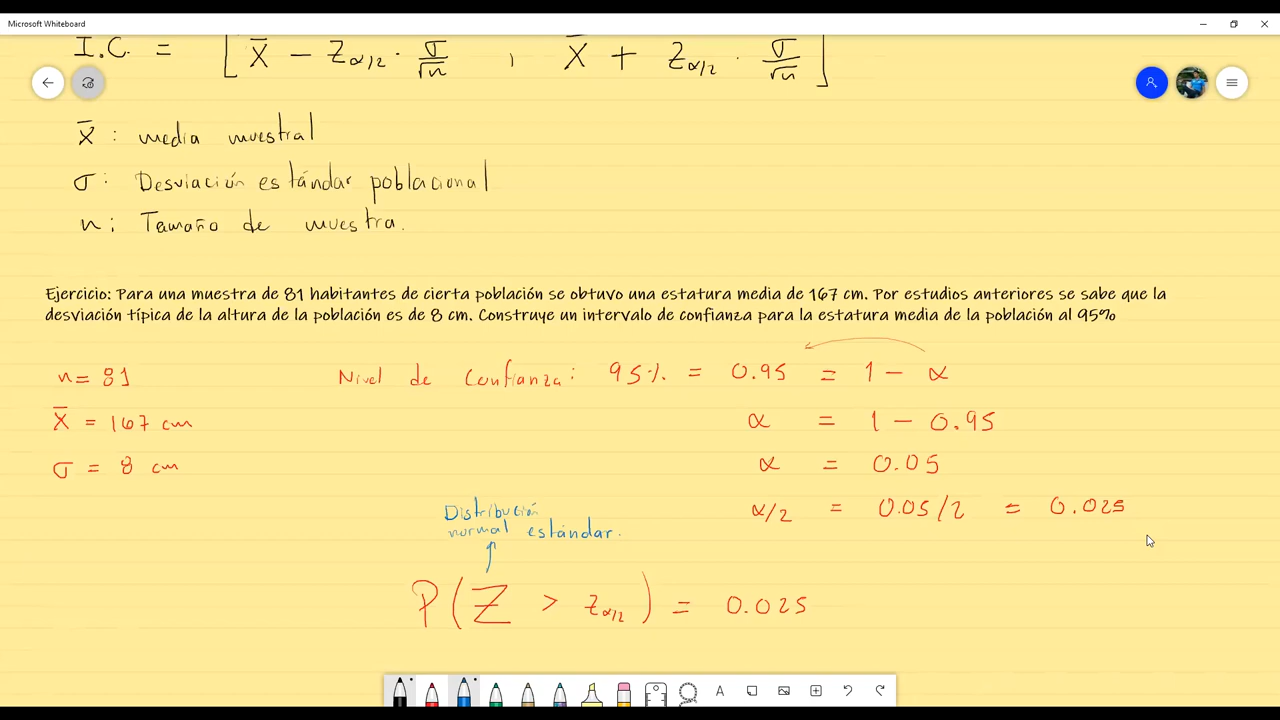 Microsoft Whiteboard
I.C. = [ X̄ - Z_α/2 · σ/√n , X̄ + Z_α/2 · σ/√n ]
X̄ : media muestral
σ: Desviación estándar poblacional
n: Tamaño de muestra.
Ejercicio: Para una muestra de 81 habitantes de cierta población se obtuvo una estatura media de 167 cm. Por estudios anteriores se sabe que la
desviación típica de la altura de la población es de 8 cm. Construye un intervalo de confianza para la estatura media de la población al 95%
n = 81
X̄ = 167 cm
σ = 8 cm
Nivel de Confianza: 95% = 0.95 = 1 - α
α = 1 - 0.95
α = 0.05
α/2 = 0.05/2 = 0.025
Distribución
normal estándar.
P(Z > z_α/2) = 0.025
A